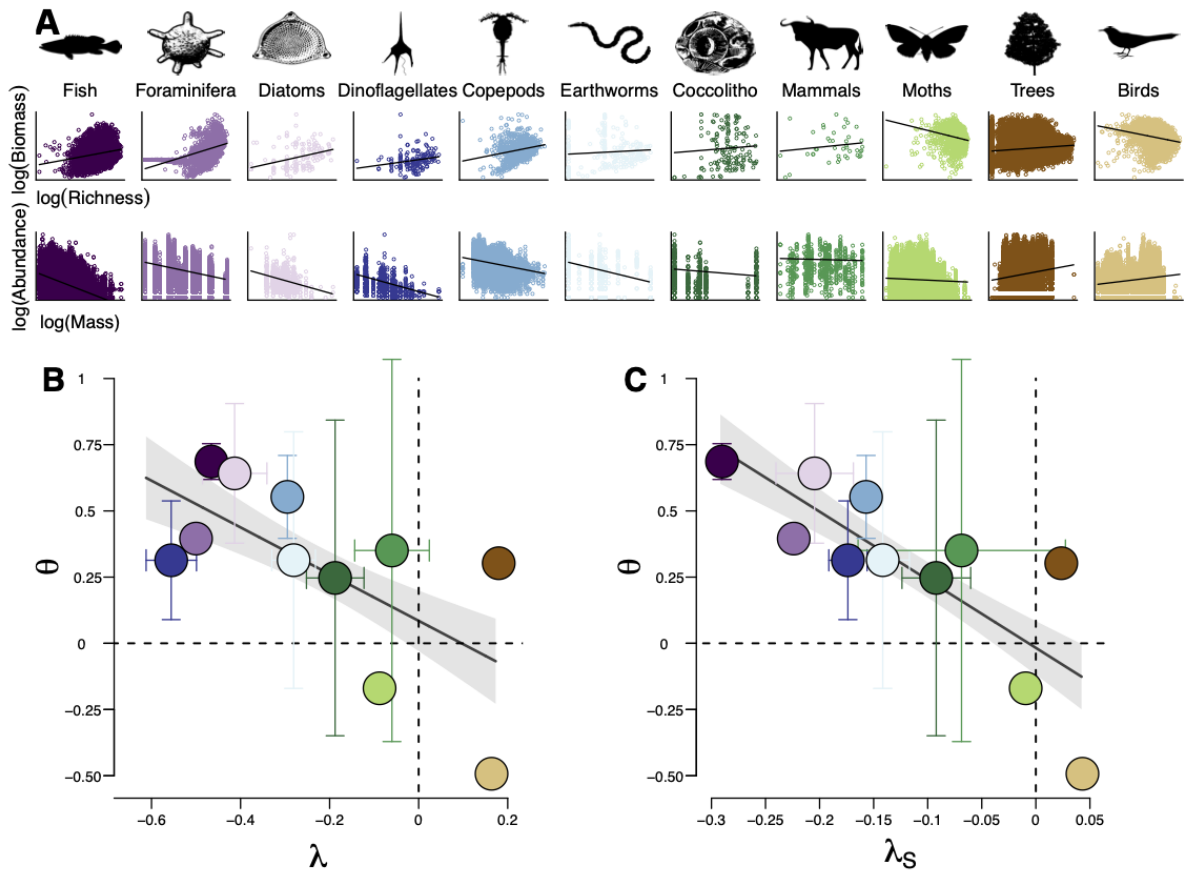 A
Fish Foraminifera Diatoms Dinoflagellates Copepods Earthworms Coccolitho Mammals Moths Trees Birds
log(Biomass)
log(Richness)
log(Abundance)
log(Mass)
B
1
0.75
0.5
0.25
0
−0.25
−0.50
θ
−0.6 −0.4 −0.2 0 0.2
λ
C
1
0.75
0.5
0.25
0
−0.25
−0.50
θ
−0.3 −0.25 −0.2 −0.15 −0.1 −0.05 0 0.05
λS